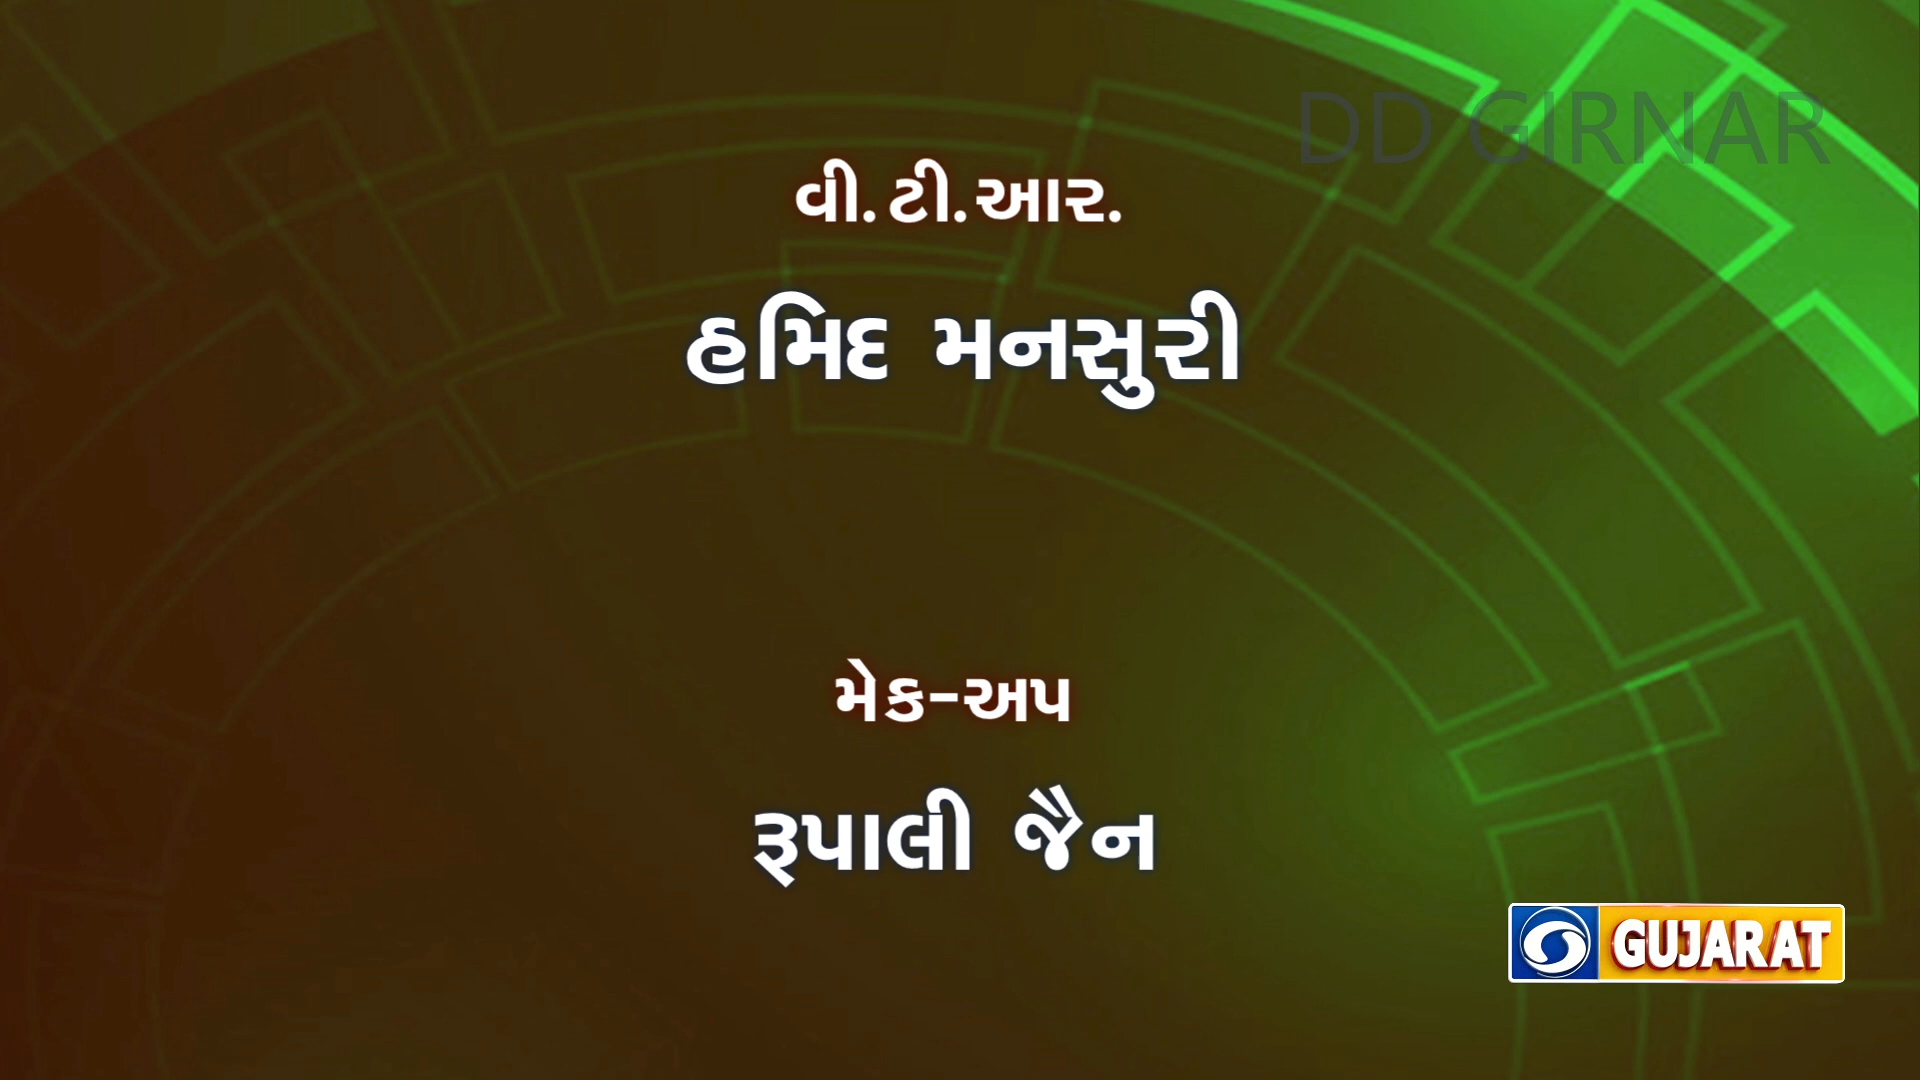 DD GIRNAR
વી. ટી. આર.
હમિદ મનસુરી
મેક-અપ
રૂપાલી જૈન
GUJARAT